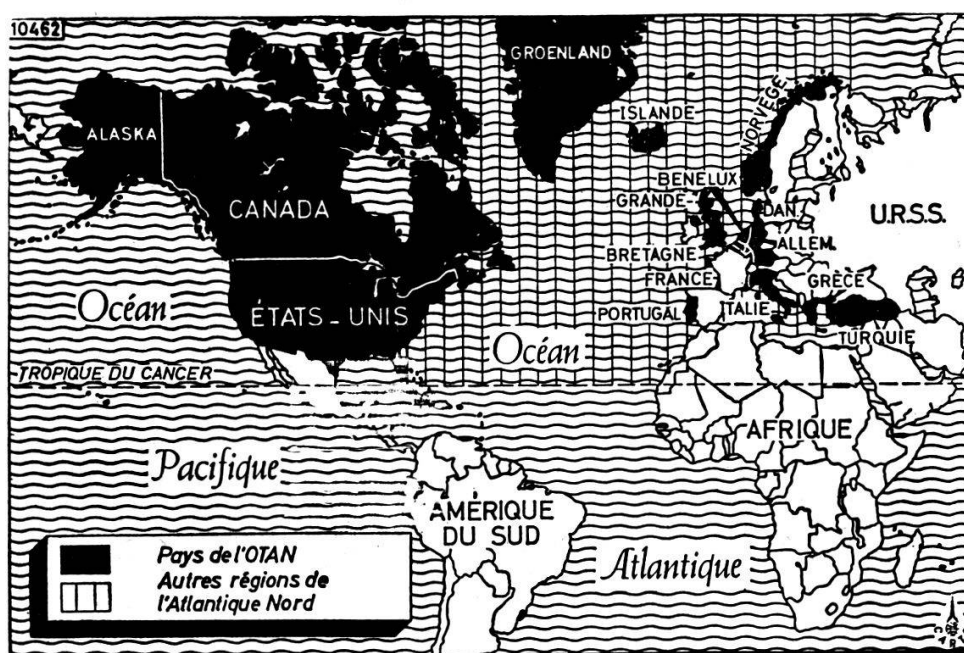 10462
GROENLAND
ISLANDE
NORVÈGE
ALASKA
CANADA
BENELUX
GRANDE-
BRETAGNE
DAN.
ALLEM.
U.R.S.S.
FRANCE
GRÈCE
PORTUGAL
ITALIE
TURQUIE
ÉTATS-UNIS
Océan
Pacifique
Océan
Atlantique
TROPIQUE DU CANCER
AFRIQUE
AMÉRIQUE
DU SUD
Pays de l'OTAN
Autres régions de
l'Atlantique Nord